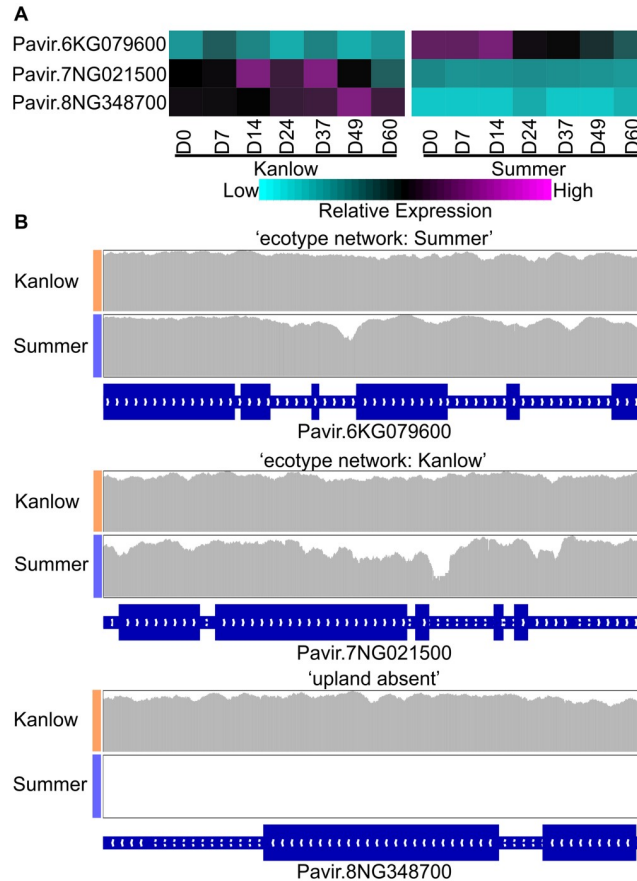 A
Pavir.6KG079600
Pavir.7NG021500
Pavir.8NG348700
D0 D7 D14 D24 D37 D49 D60 D0 D7 D14 D24 D37 D49 D60
Kanlow Summer
Low High
Relative Expression
B
‘ecotype network: Summer’
Kanlow
Summer
Pavir.6KG079600
‘ecotype network: Kanlow’
Kanlow
Summer
Pavir.7NG021500
‘upland absent’
Kanlow
Summer
Pavir.8NG348700